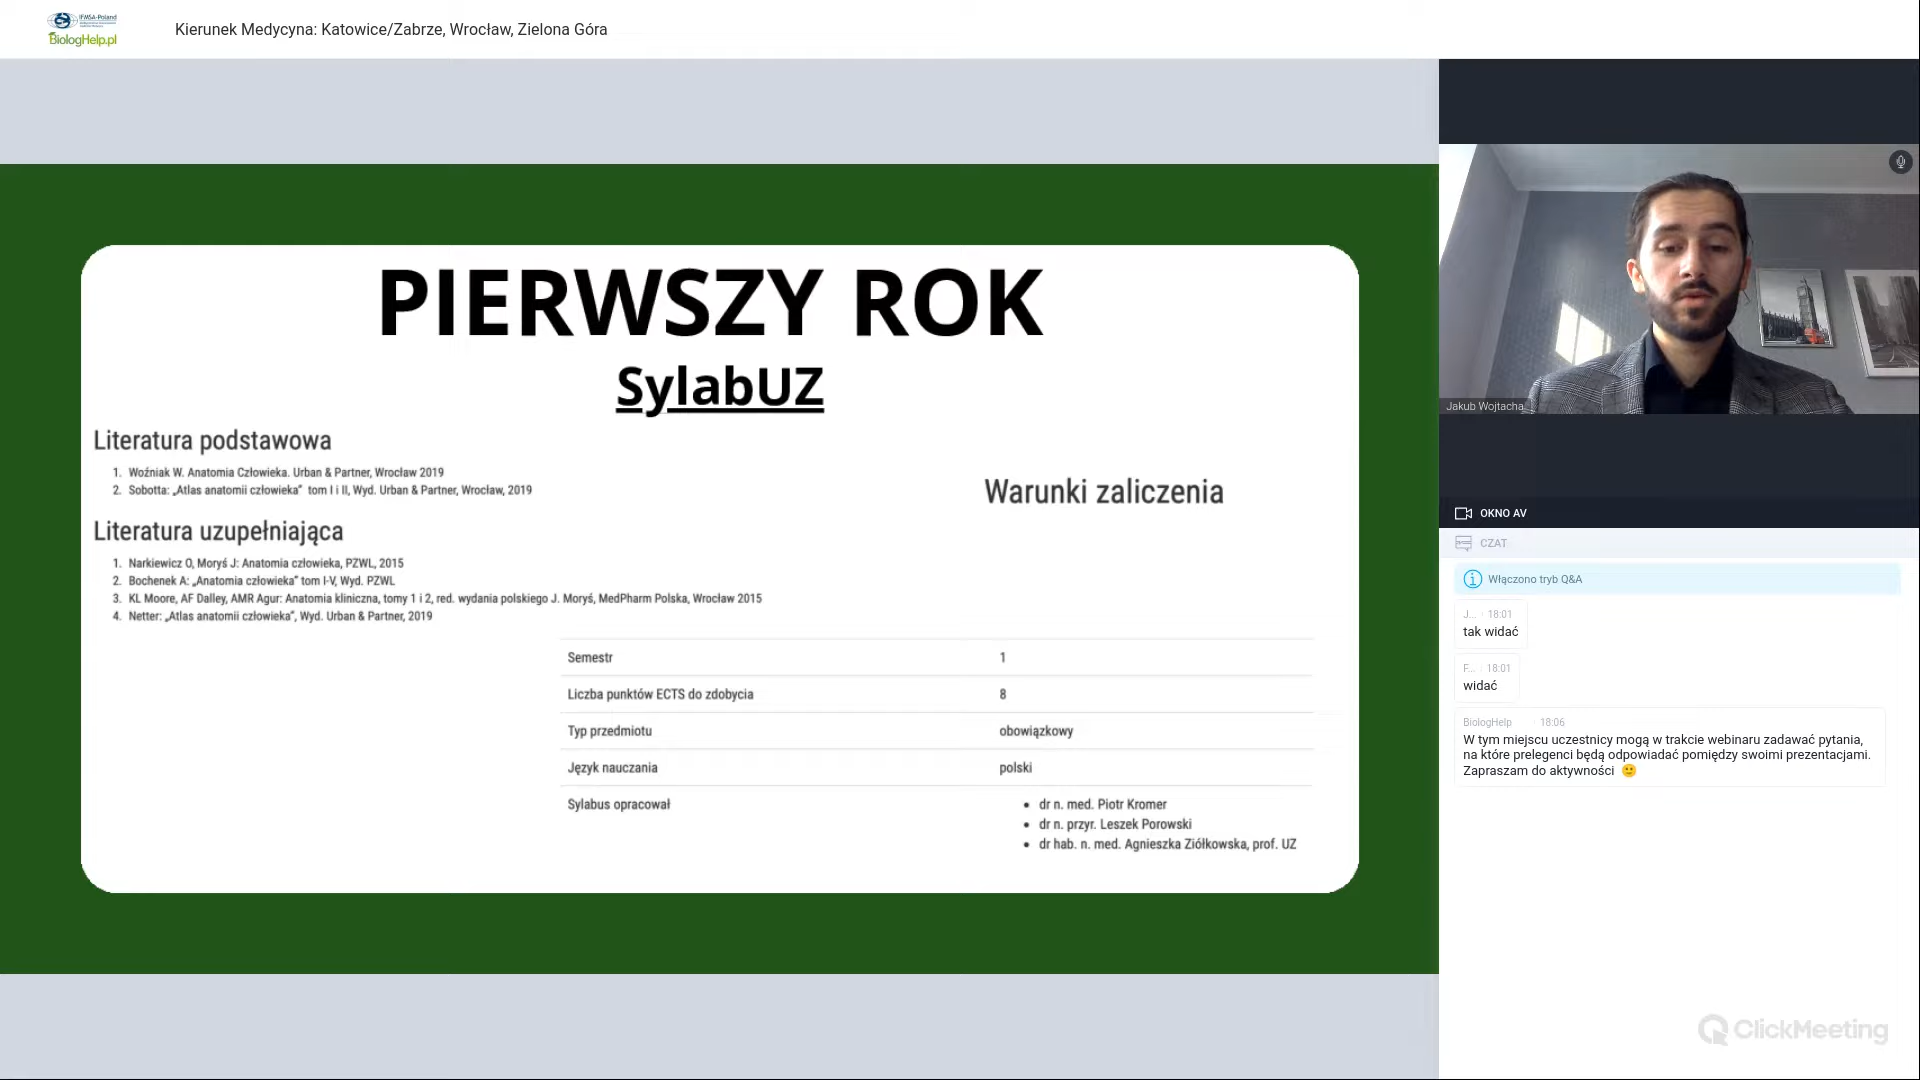 IFMSA-Poland
BiologHelp.pl
Kierunek Medycyna: Katowice/Zabrze, Wrocław, Zielona Góra
PIERWSZY ROK
SylabUZ
Literatura podstawowa
1. Woźniak W. Anatomia Człowieka. Urban & Partner, Wrocław 2019
2. Sobotta: „Atlas anatomii człowieka” tom I i II, Wyd. Urban & Partner, Wrocław, 2019
Warunki zaliczenia
Literatura uzupełniająca
1. Narkiewicz O, Moryś J: Anatomia człowieka, PZWL, 2015
2. Bochenek A: „Anatomia człowieka” tom I-V, Wyd. PZWL
3. KL Moore, AF Dalley, AMR Agur: Anatomia kliniczna, tomy 1 i 2, red. wydania polskiego J. Moryś, MedPharm Polska, Wrocław 2015
4. Netter: „Atlas anatomii człowieka”, Wyd. Urban & Partner, 2019
Semestr 1
Liczba punktów ECTS do zdobycia 8
Typ przedmiotu obowiązkowy
Język nauczania polski
Sylabus opracował
• dr n. med. Piotr Kromer
• dr n. przyr. Leszek Porowski
• dr hab. n. med. Agnieszka Ziółkowska, prof. UZ
Jakub Wojtacha
OKNO AV
CZAT
Włączono tryb Q&A
J... · 18:01
tak widać
F... · 18:01
widać
BiologHelp · 18:06
W tym miejscu uczestnicy mogą w trakcie webinaru zadawać pytania,
na które prelegenci będą odpowiadać pomiędzy swoimi prezentacjami.
Zapraszam do aktywności 🙂
ClickMeeting